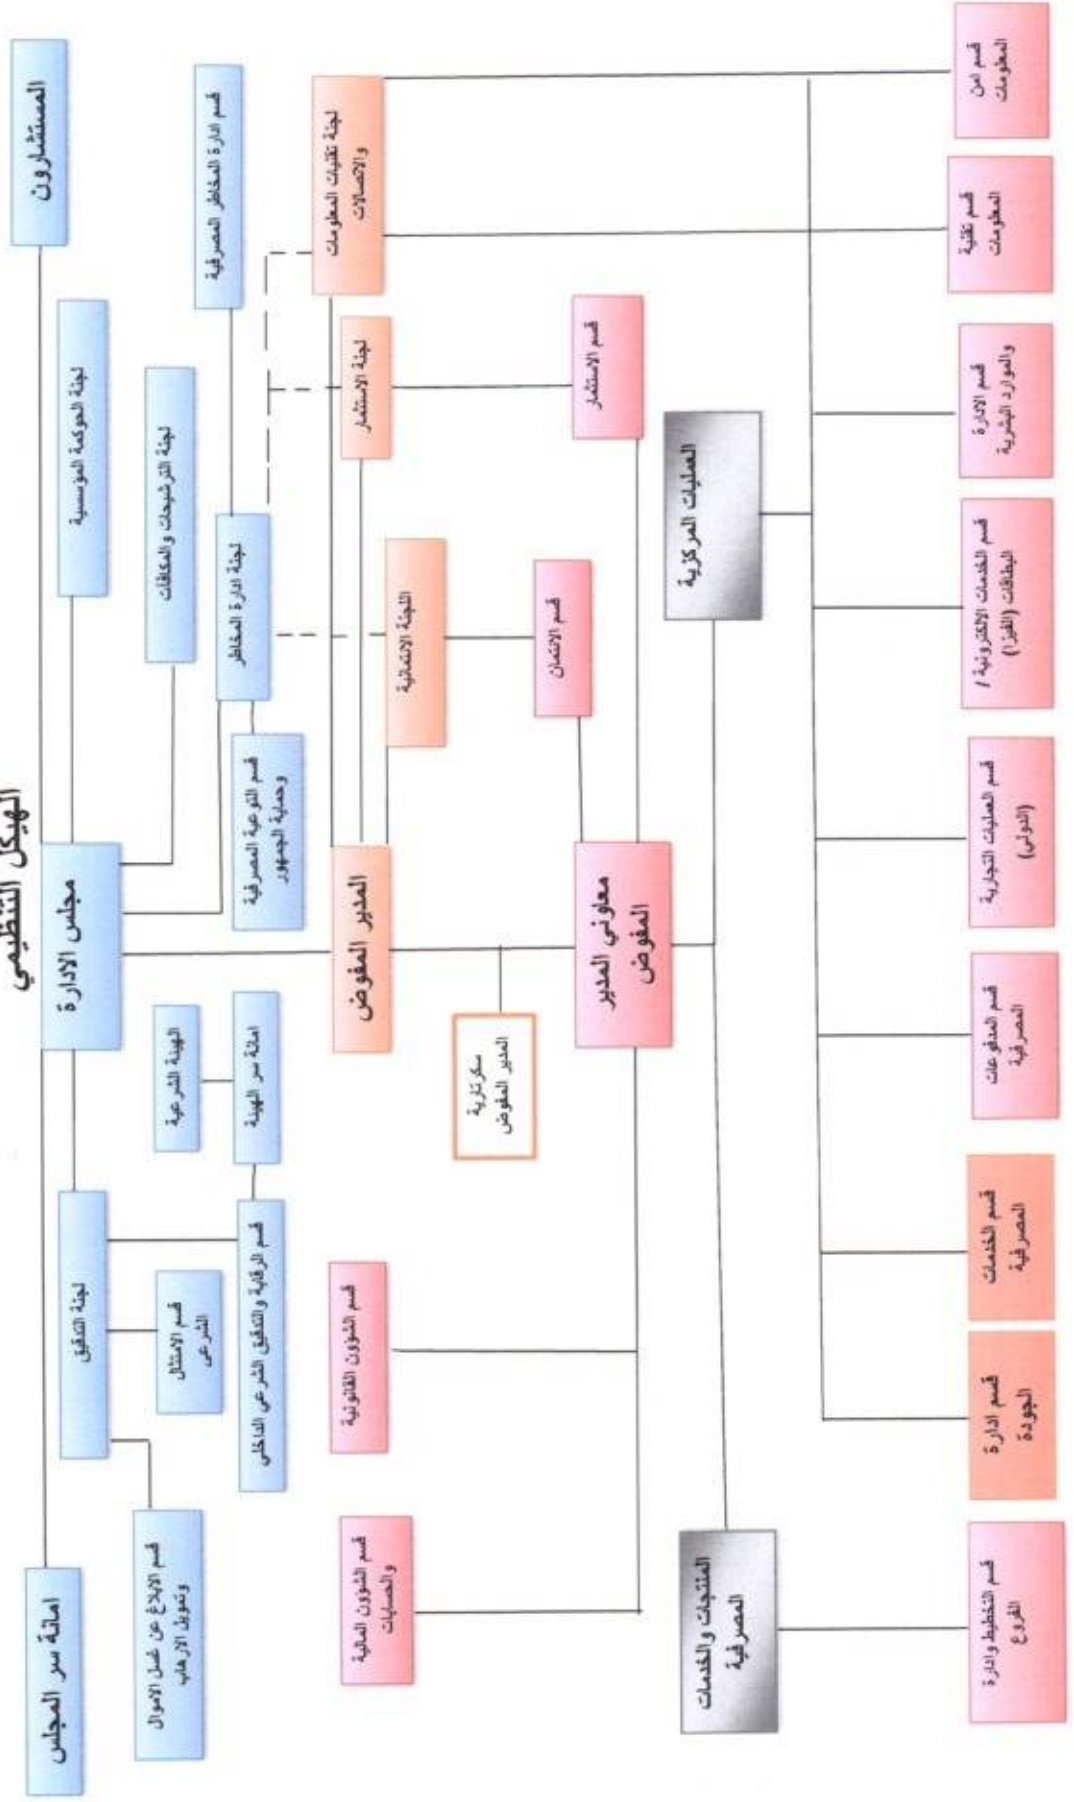 الهيكل التنظيمي
المستشارون
مجلس الادارة
امانة سر المجلس
لجنة الحوكمة المؤسسية
لجنة التدقيق
لجنة الترشيحات والمكافات
الهيئة الشرعية
قسم الامتثال
الشرعي
قسم الابلاغ عن غسل الاموال
وتمويل الارهاب
قسم ادارة المخاطر المصرفية
لجنة ادارة المخاطر
قسم التوعية المصرفية
وحماية الجمهور
امانة سر الهيئة
قسم الرقابة والتدقيق الشرعي الداخلي
لجنة تقنيات المعلومات
والاتصالات
لجنة الاستثمار
اللجنة الائتمانية
المدير المفوض
قسم الشؤون القانونية
قسم الشؤون المالية
والحسابات
سكرتارية
المدير المفوض
قسم الاستثمار
قسم الائتمان
معاوني المدير
المفوض
العمليات المركزية
المنتجات والخدمات
المصرفية
قسم امن
المعلومات
قسم تقنية
المعلومات
قسم الادارة
والموارد البشرية
قسم الخدمات الالكترونية /
البطاقات (الفيزا)
قسم العمليات التجارية
(الدولي)
قسم المدفوعات
المصرفية
قسم الخدمات
المصرفية
قسم ادارة
الجودة
قسم التخطيط وادارة
الفروع